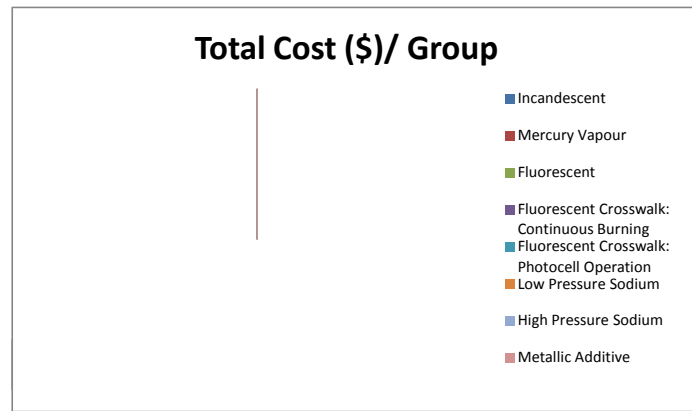 Total Cost ($)/ Group
Incandescent
Mercury Vapour
Fluorescent
Fluorescent Crosswalk:
Continuous Burning
Fluorescent Crosswalk:
Photocell Operation
Low Pressure Sodium
High Pressure Sodium
Metallic Additive